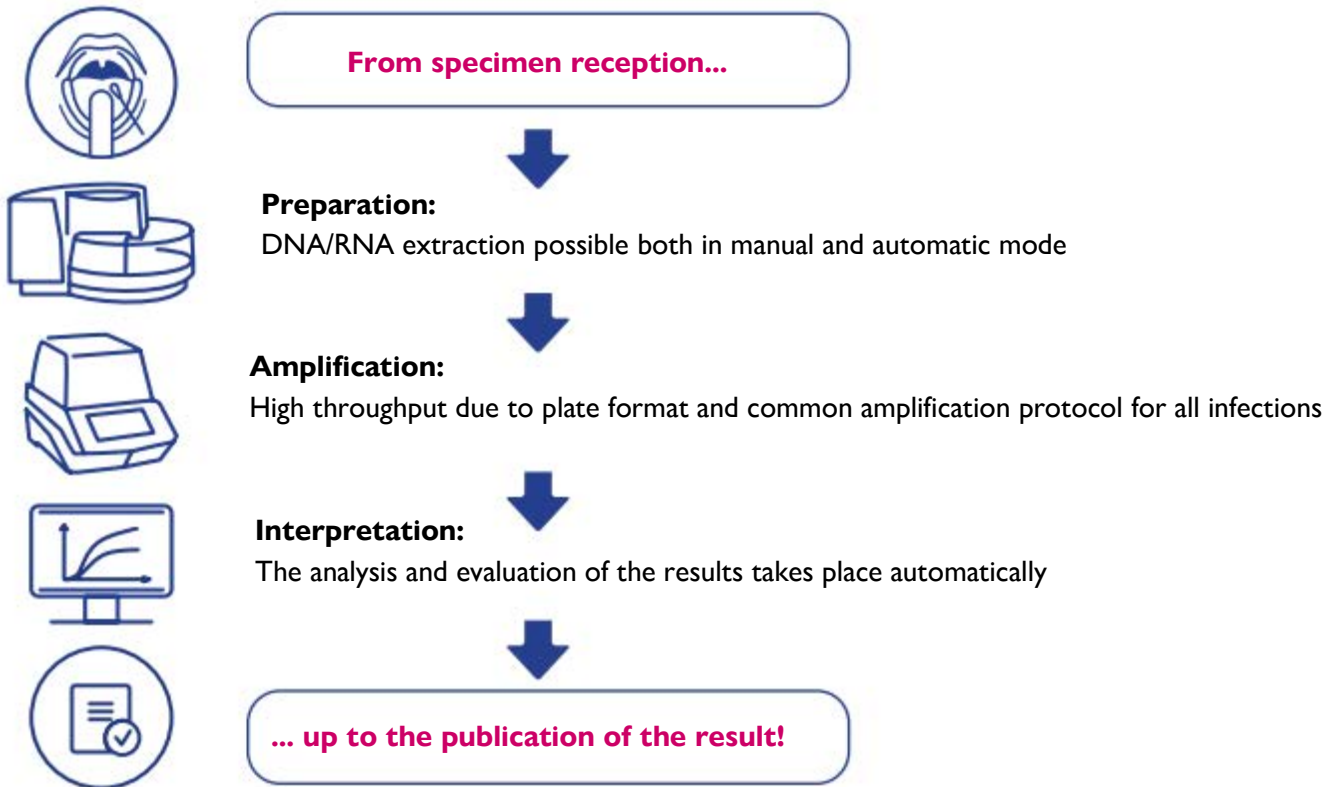 From specimen reception...
Preparation:
DNA/RNA extraction possible both in manual and automatic mode
Amplification:
High throughput due to plate format and common amplification protocol for all infections
Interpretation:
The analysis and evaluation of the results takes place automatically
... up to the publication of the result!